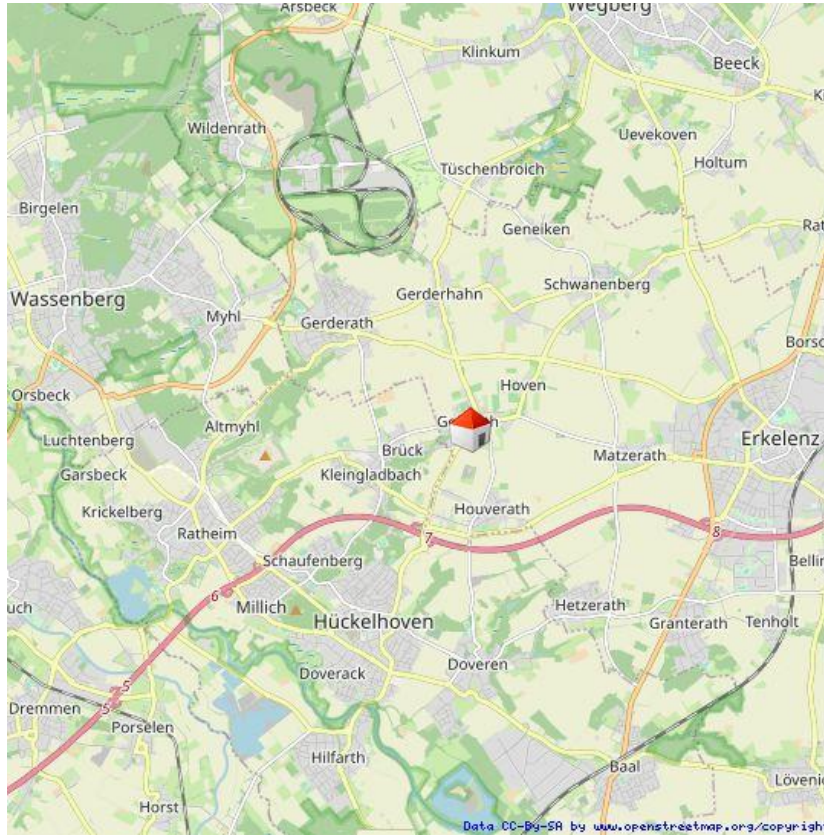 Arsbeck
Wegberg
Klinkum
Beeck
Wildenrath
Uevekoven
Holtum
Tüschenbroich
Birgelen
Geneiken
Schwanenberg
Wassenberg
Gerderhahn
Myhl
Gerderath
Hoven
Orsbeck
Altmyhl
Luchtenberg
Brück
Erkelenz
Garsbeck
Kleingladbach
Matzerath
Krickelberg
Houverath
Ratheim
7
8
Schaufenberg
6
Millich
Hetzerath
Hückelhoven
Granterath
Tenholt
Doveren
Doverack
5
5
Dremmen
Porselen
Hilfarth
Baal
Horst
Data CC-By-SA by www.openstreetmap.org/copyright